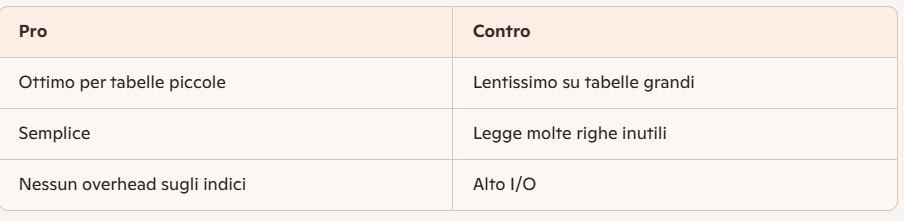 Pro Contro
Ottimo per tabelle piccole Lentissimo su tabelle grandi
Semplice Legge molte righe inutili
Nessun overhead sugli indici Alto I/O